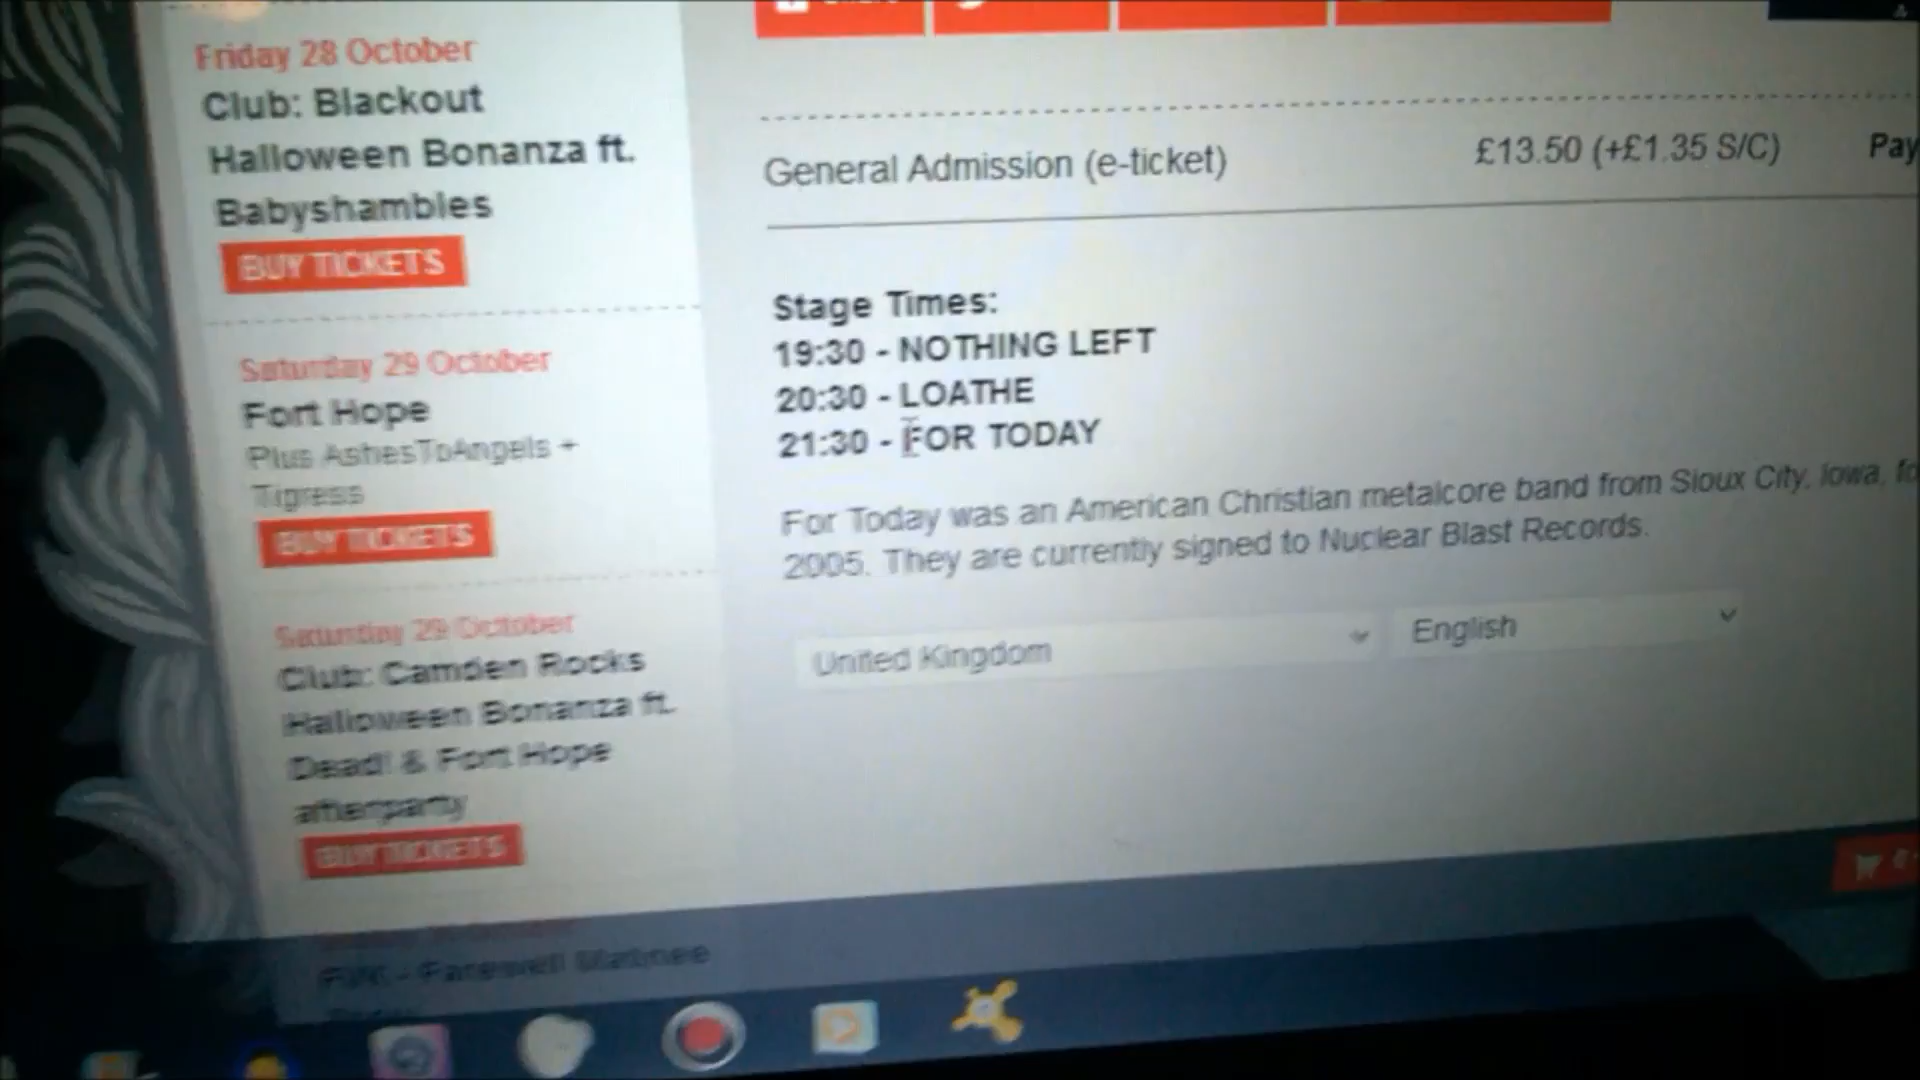 Friday 28 October
Club: Blackout
Halloween Bonanza ft.
Babyshambles
BUY TICKETS
Saturday 29 October
Fort Hope
Plus AshesToAngels +
Tigress
BUY TICKETS
Saturday 29 October
Club: Camden Rocks
Halloween Bonanza ft.
Dead! & Fort Hope
afterparty
BUY TICKETS
Farewell Matinee
General Admission (e-ticket) £13.50 (+£1.35 S/C) Pay
Stage Times:
19:30 - NOTHING LEFT
20:30 - LOATHE
21:30 - FOR TODAY
For Today was an American Christian metalcore band from Sioux City, Iowa, fo
2005. They are currently signed to Nuclear Blast Records.
United Kingdom
English